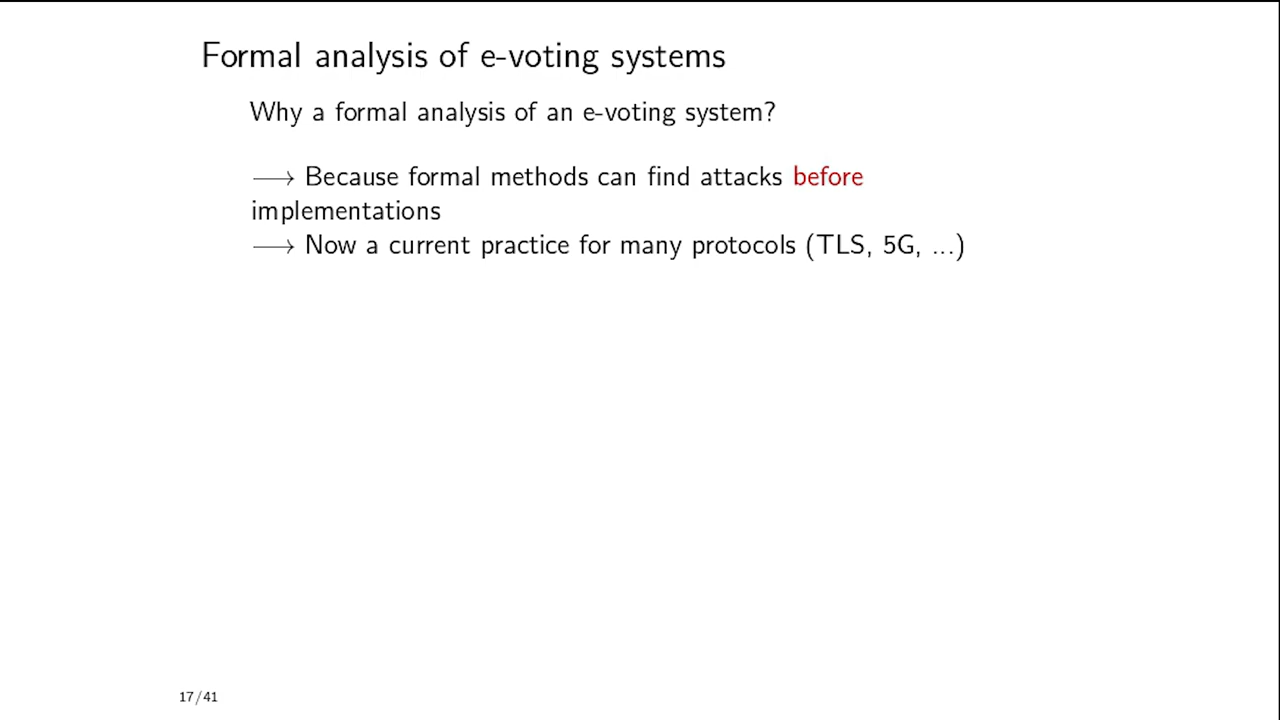 Formal analysis of e-voting systems
Why a formal analysis of an e-voting system?
⟶ Because formal methods can find attacks before
implementations
⟶ Now a current practice for many protocols (TLS, 5G, ...)
17/41